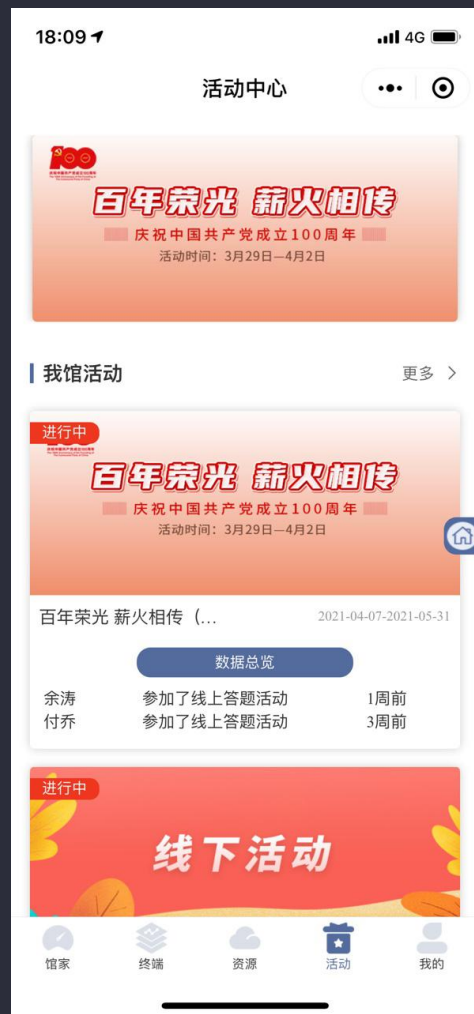 18:09
4G
活动中心
100
百年荣光 薪火相传
庆祝中国共产党成立100周年
活动时间：3月29日—4月2日
我馆活动
更多
进行中
百年荣光 薪火相传
庆祝中国共产党成立100周年
活动时间：3月29日—4月2日
百年荣光 薪火相传（...
2021-04-07-2021-05-31
数据总览
余涛 参加了线上答题活动 1周前
付乔 参加了线上答题活动 3周前
进行中
线下活动
馆家 终端 资源 活动 我的